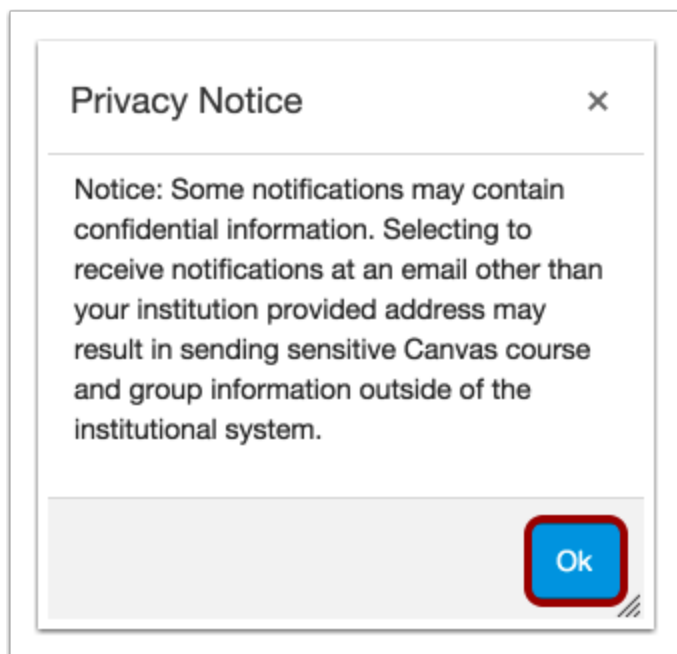 Privacy Notice ×
Notice: Some notifications may contain
confidential information. Selecting to
receive notifications at an email other than
your institution provided address may
result in sending sensitive Canvas course
and group information outside of the
institutional system.
Ok